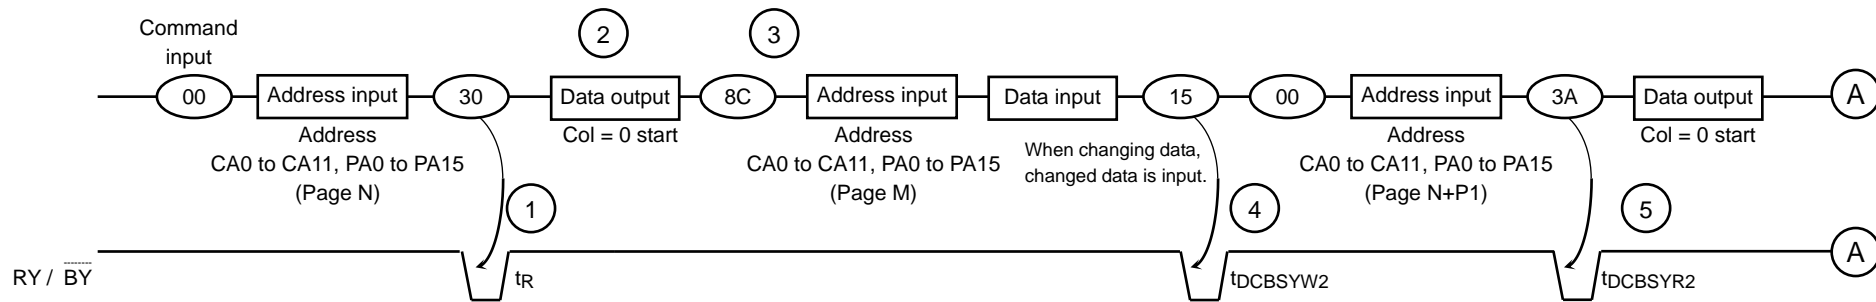 Command
input
2
3
00
Address input
30
Data output
8C
Address input
Data input
15
00
Address input
3A
Data output
A
Address
CA0 to CA11, PA0 to PA15
(Page N)
Col = 0 start
Address
CA0 to CA11, PA0 to PA15
(Page M)
When changing data,
changed data is input.
Address
CA0 to CA11, PA0 to PA15
(Page N+P1)
Col = 0 start
1
4
5
RY / BY
tR
tDCBSYW2
tDCBSYR2
A